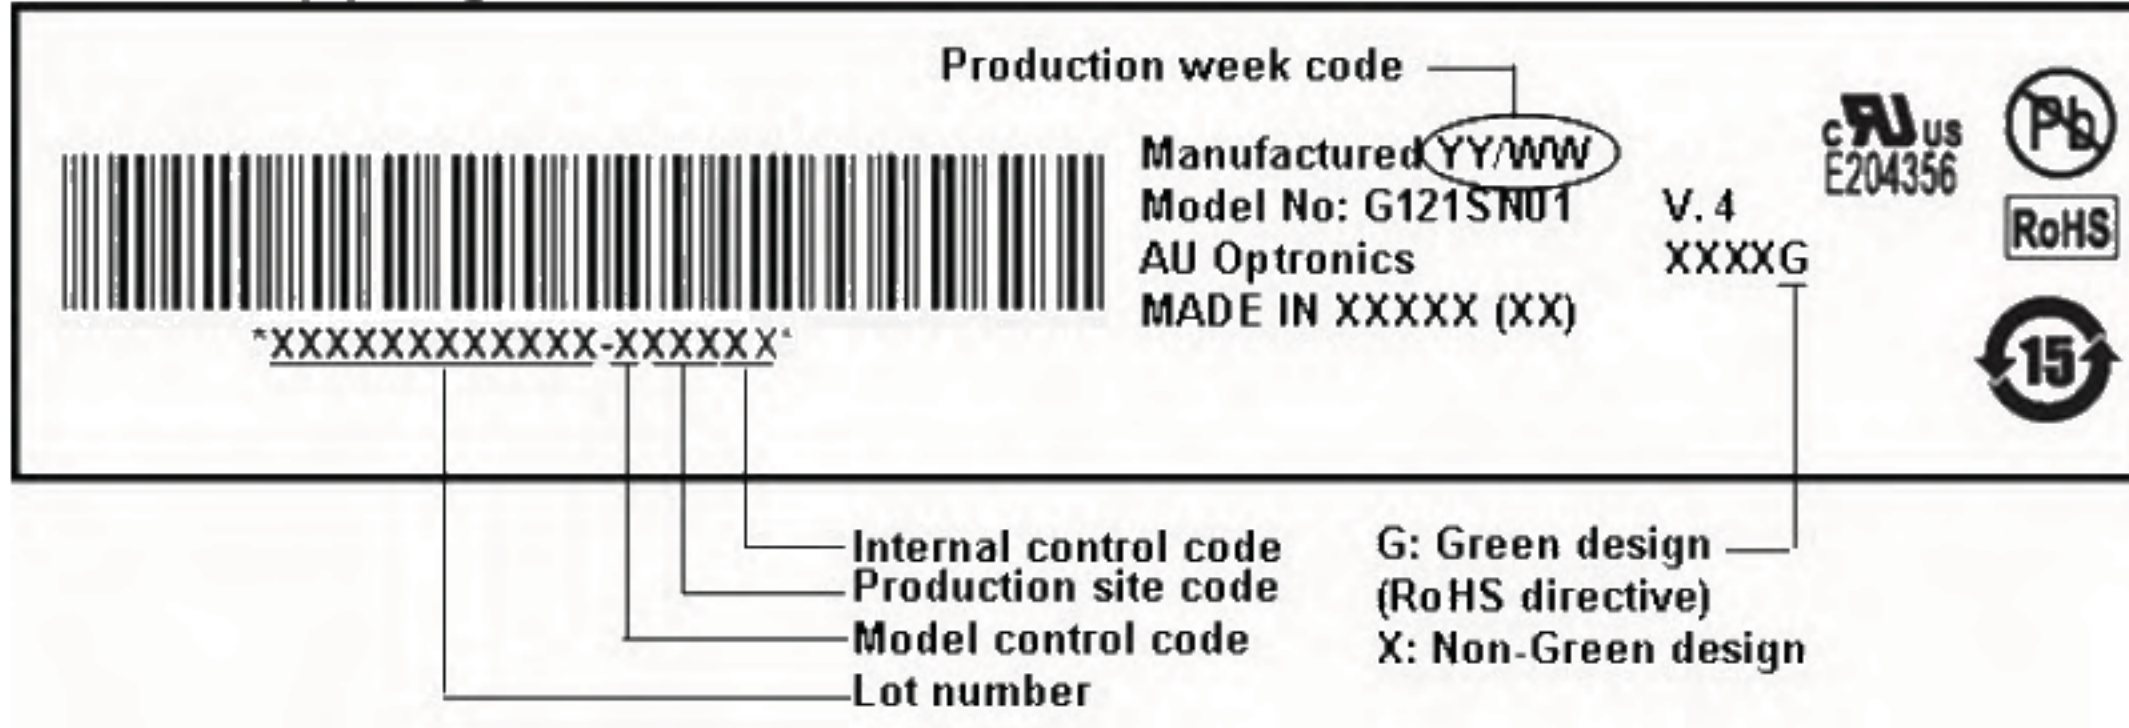 Production week code
Manufactured YY/WW
Model No: G121SN01 V.4
AU Optronics XXXXG
MADE IN XXXXX (XX)
c RU US
E204356
Pb
RoHS
15
*XXXXXXXXXXXX-XXXXXX*
Internal control code
Production site code
Model control code
Lot number
G: Green design
(RoHS directive)
X: Non-Green design